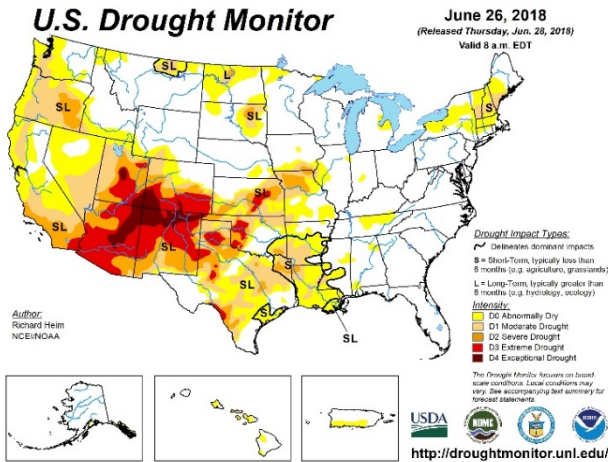 U.S. Drought Monitor
June 26, 2018
(Released Thursday, Jun. 28, 2018)
Valid 8 a.m. EDT
SL
L
SL
SL
S
SL
SL
SL
S
SL
S
SL
Drought Impact Types:
Delineates dominant impacts
S = Short-Term, typically less than
6 months (e.g. agriculture, grasslands)
L = Long-Term, typically greater than
6 months (e.g. hydrology, ecology)
Intensity:
D0 Abnormally Dry
D1 Moderate Drought
D2 Severe Drought
D3 Extreme Drought
D4 Exceptional Drought
Author:
Richard Heim
NCEI/NOAA
The Drought Monitor focuses on broad-
scale conditions. Local conditions may
vary. See accompanying text summary for
forecast statements.
USDA
NDMC
http://droughtmonitor.unl.edu/